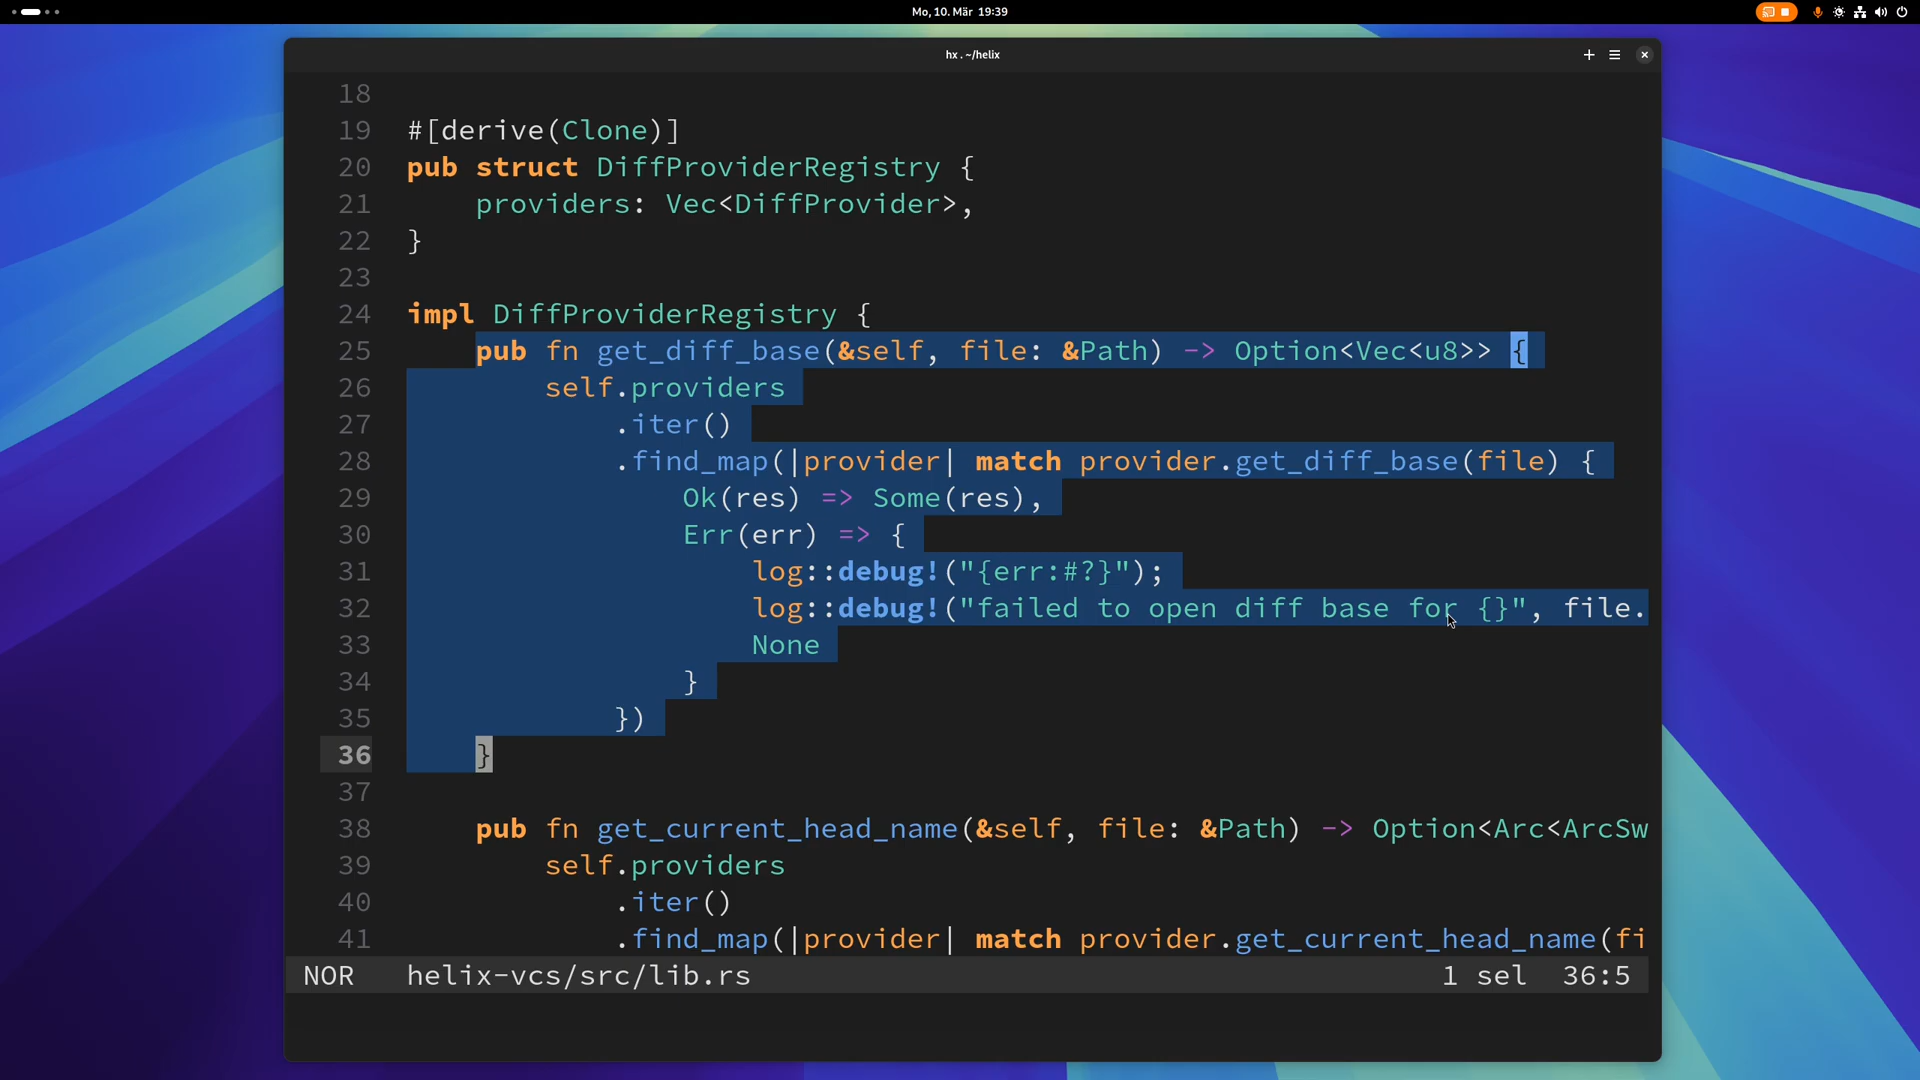 Mo, 10. Mär 19:39
hx . ~/helix
18
19 #[derive(Clone)]
20 pub struct DiffProviderRegistry {
21     providers: Vec<DiffProvider>,
22 }
23
24 impl DiffProviderRegistry {
25     pub fn get_diff_base(&self, file: &Path) -> Option<Vec<u8>> {
26         self.providers
27             .iter()
28             .find_map(|provider| match provider.get_diff_base(file) {
29                 Ok(res) => Some(res),
30                 Err(err) => {
31                     log::debug!("{err:#?}");
32                     log::debug!("failed to open diff base for {}", file.
33                     None
34                 }
35             })
36     }
37
38     pub fn get_current_head_name(&self, file: &Path) -> Option<Arc<ArcSw
39         self.providers
40             .iter()
41             .find_map(|provider| match provider.get_current_head_name(fi
NOR helix-vcs/src/lib.rs 1 sel 36:5